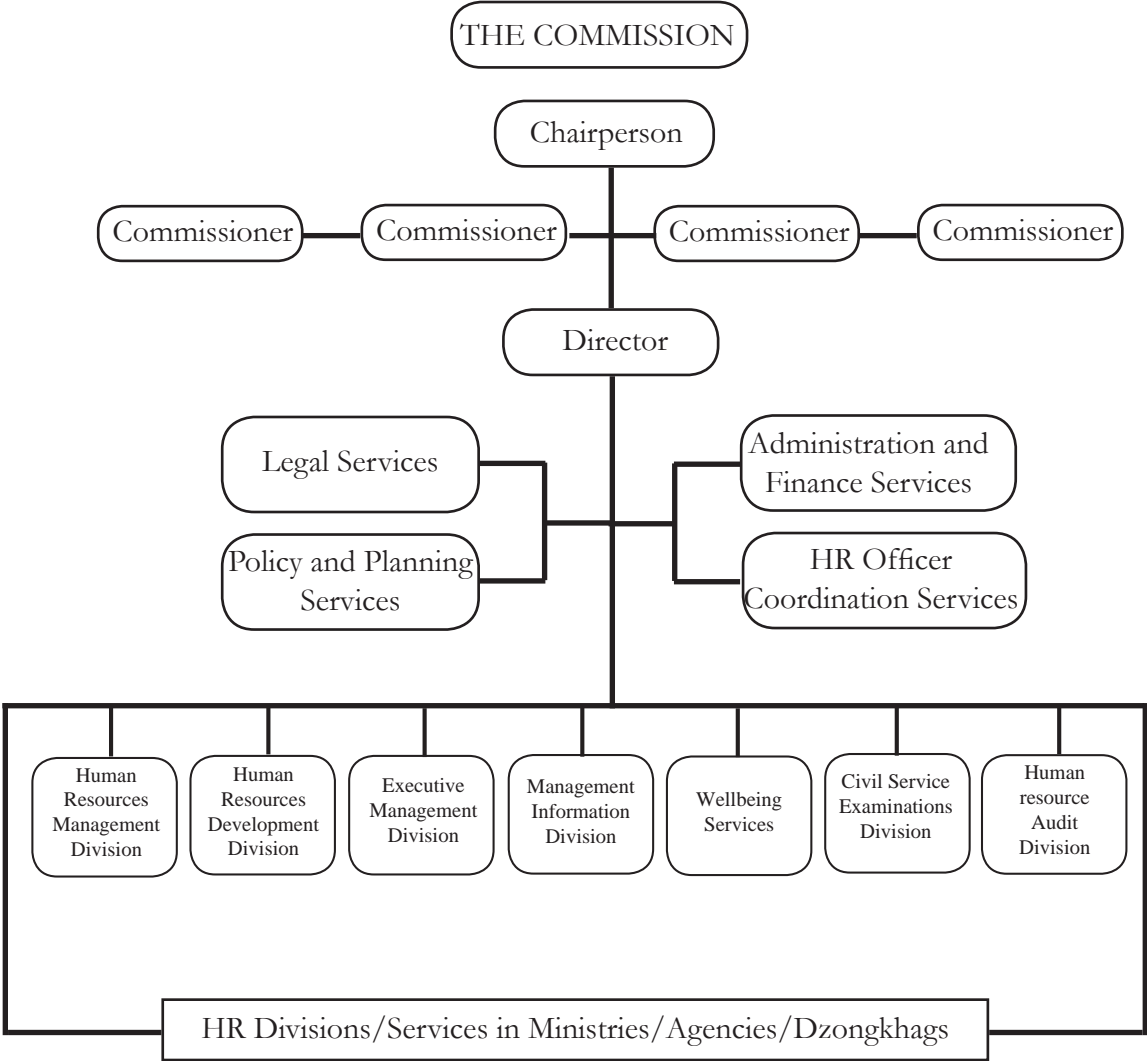 THE COMMISSION
Chairperson
Commissioner
Commissioner
Commissioner
Commissioner
Director
Legal Services
Administration and
Finance Services
Policy and Planning
Services
HR Officer
Coordination Services
Human
Resources
Management
Division
Human
Resources
Development
Division
Executive
Management
Division
Management
Information
Division
Wellbeing
Services
Civil Service
Examinations
Division
Human
resource
Audit
Division
HR Divisions/Services in Ministries/Agencies/Dzongkhags